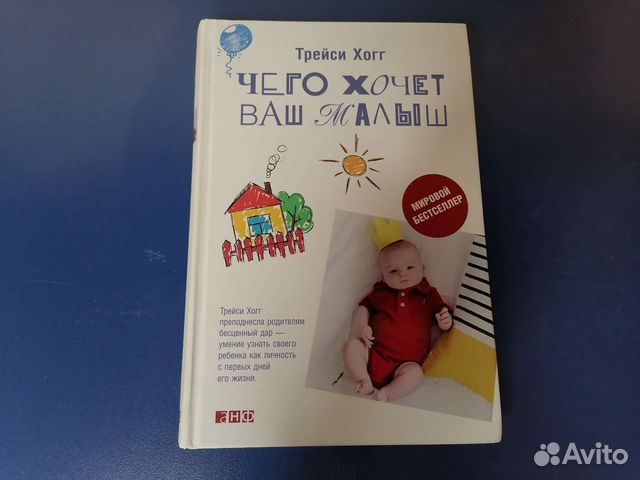 Трейси Хогг
ЧЕГО ХОЧЕТ
ВАШ МАЛЫШ
МИРОВОЙ
БЕСТСЕЛЛЕР
Трейси Хогг
преподнесла родителям
бесценный дар —
умение узнать своего
ребенка как личность
с первых дней
его жизни.
АНФ
Avito